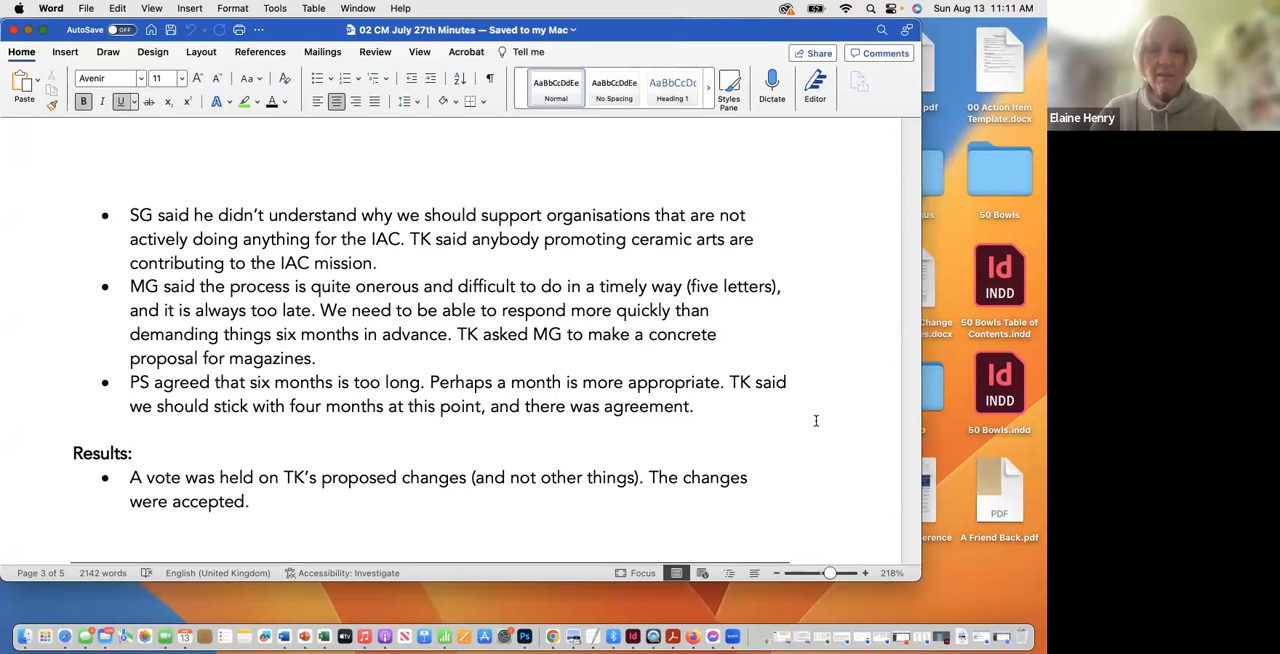 Word File Edit View Insert Format Tools Table Window Help
Sun Aug 13 11:11 AM
AutoSave OFF
02 CM July 27th Minutes — Saved to my Mac
Home Insert Draw Design Layout References Mailings Review View Acrobat Tell me
Share Comments
Paste
Avenir 11
AaBbCcDdEe AaBbCcDdEe AaBbCcDc
Normal No Spacing Heading 1
Styles Pane
Dictate
Editor
• SG said he didn’t understand why we should support organisations that are not
actively doing anything for the IAC. TK said anybody promoting ceramic arts are
contributing to the IAC mission.
• MG said the process is quite onerous and difficult to do in a timely way (five letters),
and it is always too late. We need to be able to respond more quickly than
demanding things six months in advance. TK asked MG to make a concrete
proposal for magazines.
• PS agreed that six months is too long. Perhaps a month is more appropriate. TK said
we should stick with four months at this point, and there was agreement.
Results:
• A vote was held on TK’s proposed changes (and not other things). The changes
were accepted.
Page 3 of 5 2142 words English (United Kingdom) Accessibility: Investigate
Focus
218%
pdf
00 Action Item
Template.docx
50 Bowls
Id
INDD
50 Bowls Table of
Contents.indd
Id
INDD
50 Bowls.indd
PDF
A Friend Back.pdf
Elaine Henry